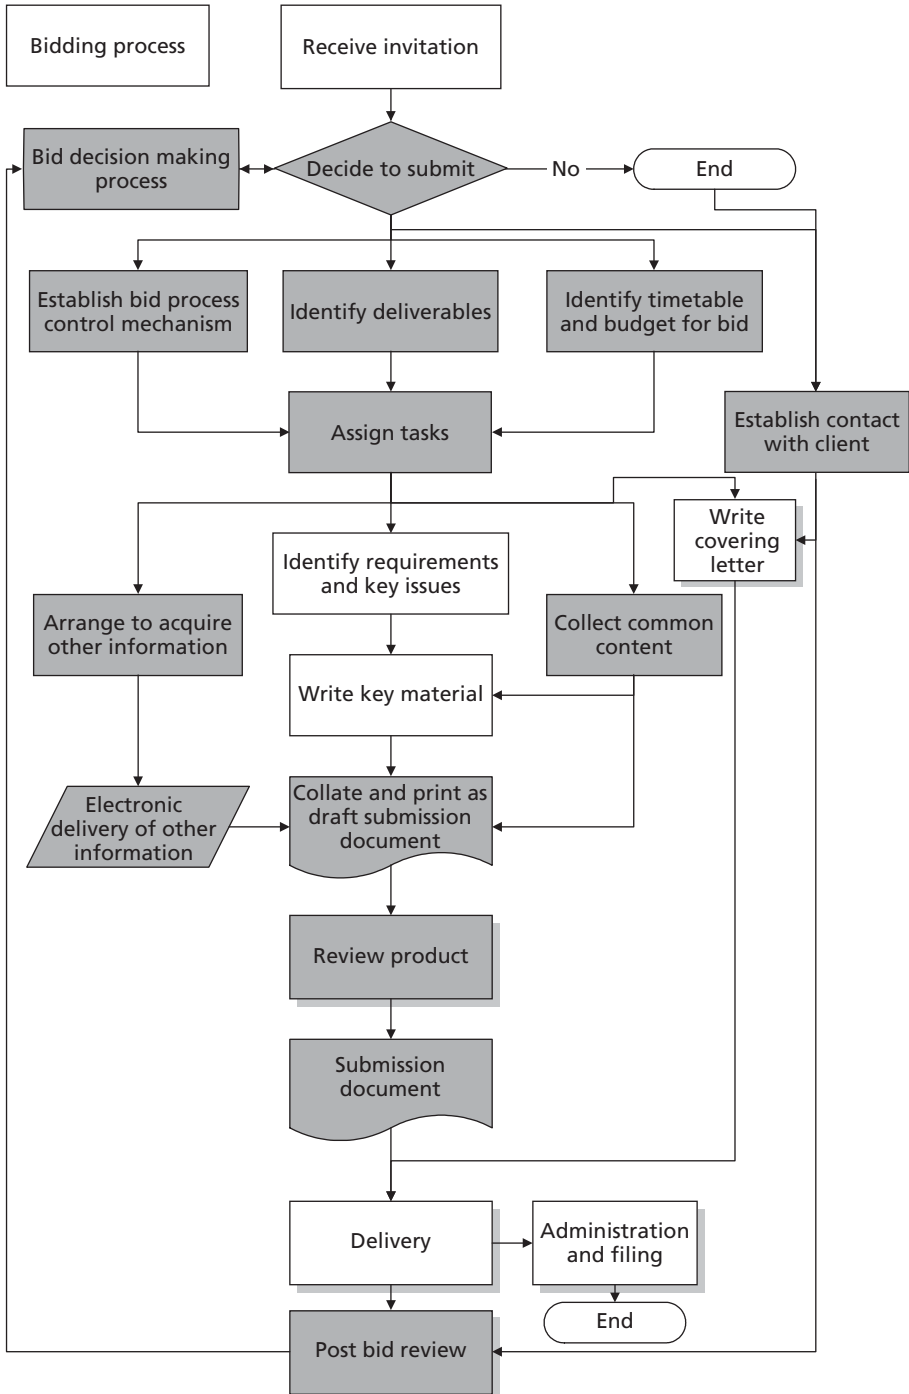 Bidding process
Receive invitation
Bid decision making
process
Decide to submit
No
End
Establish bid process
control mechanism
Identify deliverables
Identify timetable
and budget for bid
Assign tasks
Establish contact
with client
Write
covering
letter
Identify requirements
and key issues
Arrange to acquire
other information
Collect common
content
Write key material
Electronic
delivery of other
information
Collate and print as
draft submission
document
Review product
Submission
document
Delivery
Administration
and filing
End
Post bid review